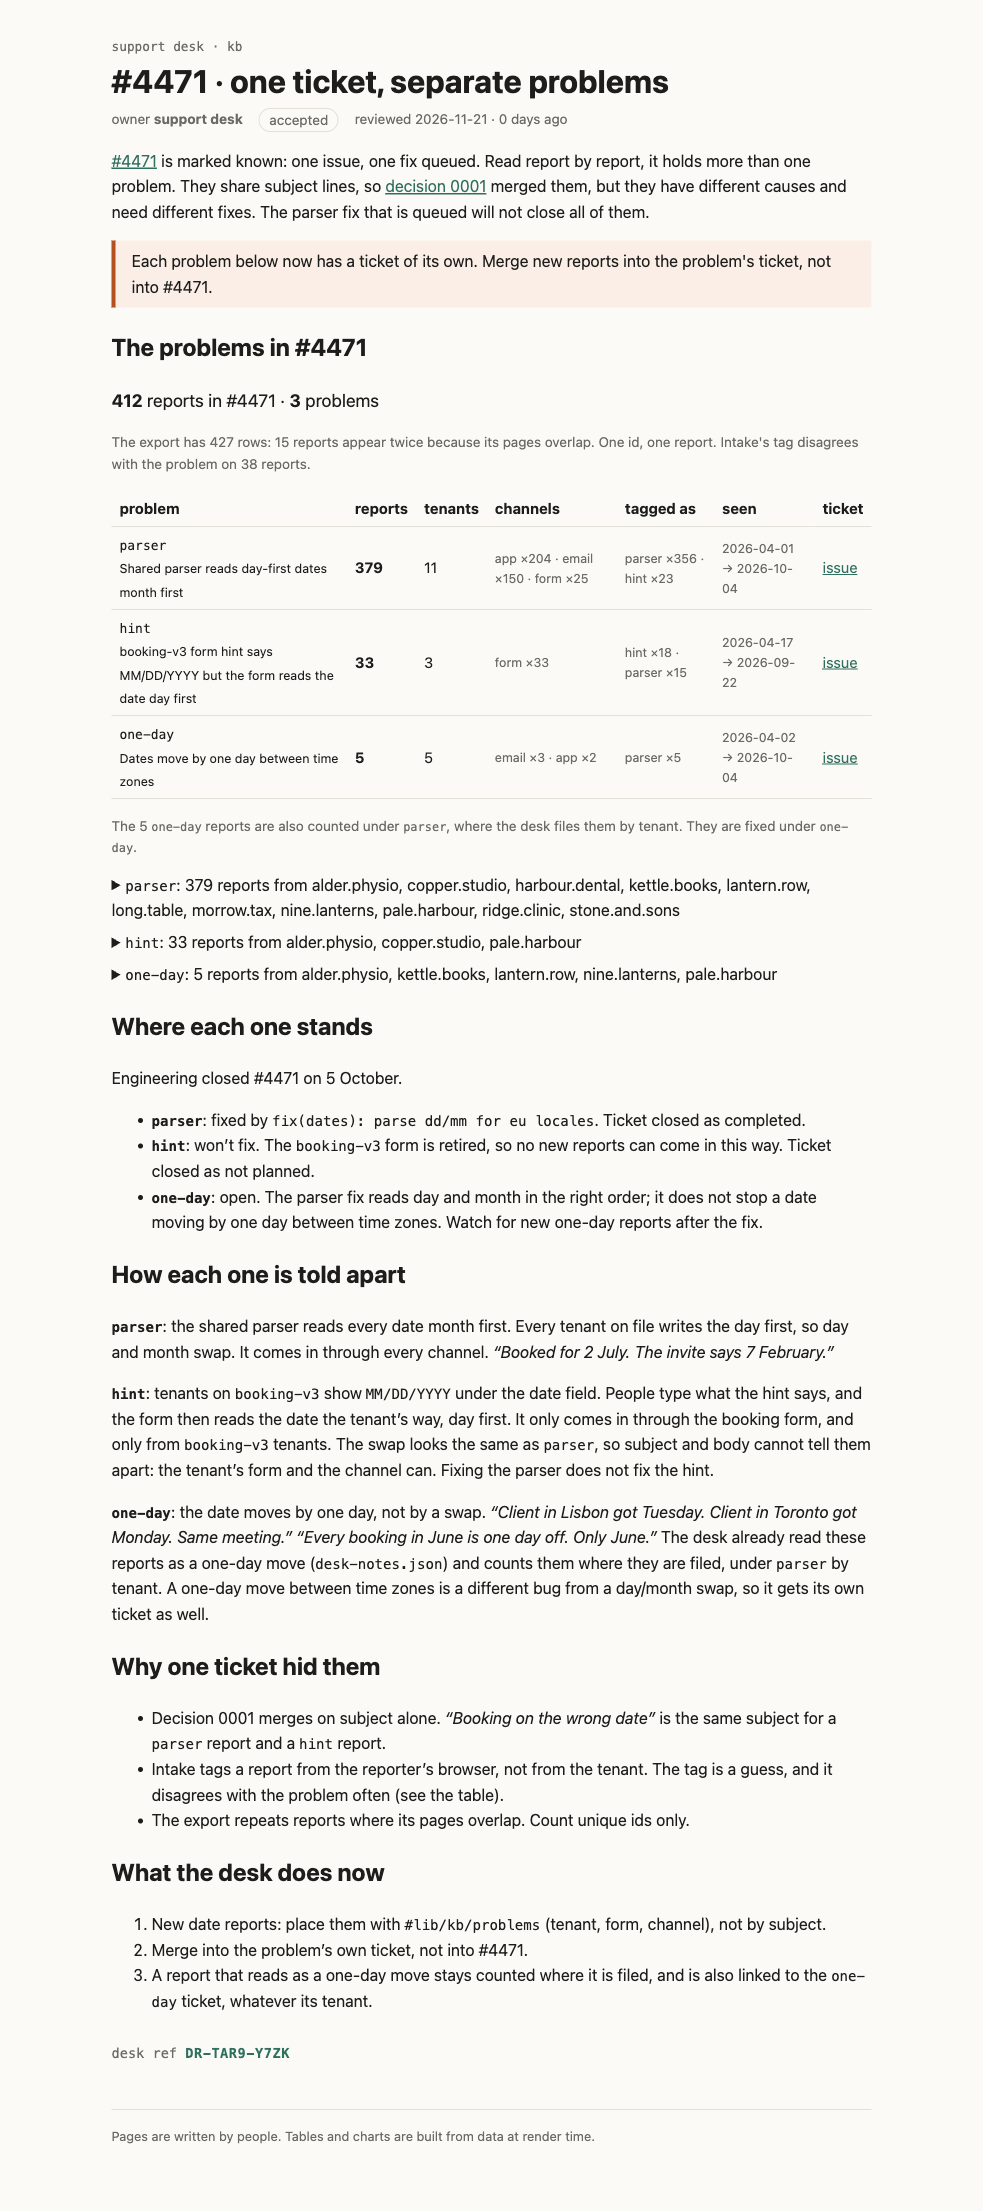 support desk · kb
#4471 · one ticket, separate problems
owner support desk accepted reviewed 2026-11-21 · 0 days ago
#4471 is marked known: one issue, one fix queued. Read report by report, it holds more than one
problem. They share subject lines, so decision 0001 merged them, but they have different causes and
need different fixes. The parser fix that is queued will not close all of them.
Each problem below now has a ticket of its own. Merge new reports into the problem's ticket, not
into #4471.
The problems in #4471
412 reports in #4471 · 3 problems
The export has 427 rows: 15 reports appear twice because its pages overlap. One id, one report. Intake's tag disagrees
with the problem on 38 reports.
problem reports tenants channels tagged as seen ticket
parser
Shared parser reads day-first dates
month first
379
11
app ×204 · email
×150 · form ×25
parser ×356 ·
hint ×23
2026-04-01
→ 2026-10-
04
issue
hint
booking-v3 form hint says
MM/DD/YYYY but the form reads the
date day first
33
3
form ×33
hint ×18 ·
parser ×15
2026-04-17
→ 2026-09-
22
issue
one-day
Dates move by one day between time
zones
5
5
email ×3 · app ×2
parser ×5
2026-04-02
→ 2026-10-
04
issue
The 5 one-day reports are also counted under parser, where the desk files them by tenant. They are fixed under one-
day.
▶ parser: 379 reports from alder.physio, copper.studio, harbour.dental, kettle.books, lantern.row,
long.table, morrow.tax, nine.lanterns, pale.harbour, ridge.clinic, stone.and.sons
▶ hint: 33 reports from alder.physio, copper.studio, pale.harbour
▶ one-day: 5 reports from alder.physio, kettle.books, lantern.row, nine.lanterns, pale.harbour
Where each one stands
Engineering closed #4471 on 5 October.
• parser: fixed by fix(dates): parse dd/mm for eu locales. Ticket closed as completed.
• hint: won’t fix. The booking-v3 form is retired, so no new reports can come in this way. Ticket
closed as not planned.
• one-day: open. The parser fix reads day and month in the right order; it does not stop a date
moving by one day between time zones. Watch for new one-day reports after the fix.
How each one is told apart
parser: the shared parser reads every date month first. Every tenant on file writes the day first, so day
and month swap. It comes in through every channel. “Booked for 2 July. The invite says 7 February.”
hint: tenants on booking-v3 show MM/DD/YYYY under the date field. People type what the hint says, and
the form then reads the date the tenant’s way, day first. It only comes in through the booking form, and
only from booking-v3 tenants. The swap looks the same as parser, so subject and body cannot tell them
apart: the tenant’s form and the channel can. Fixing the parser does not fix the hint.
one-day: the date moves by one day, not by a swap. “Client in Lisbon got Tuesday. Client in Toronto got
Monday. Same meeting.” “Every booking in June is one day off. Only June.” The desk already read these
reports as a one-day move (desk-notes.json) and counts them where they are filed, under parser by
tenant. A one-day move between time zones is a different bug from a day/month swap, so it gets its own
ticket as well.
Why one ticket hid them
• Decision 0001 merges on subject alone. “Booking on the wrong date” is the same subject for a
parser report and a hint report.
• Intake tags a report from the reporter’s browser, not from the tenant. The tag is a guess, and it
disagrees with the problem often (see the table).
• The export repeats reports where its pages overlap. Count unique ids only.
What the desk does now
1. New date reports: place them with #lib/kb/problems (tenant, form, channel), not by subject.
2. Merge into the problem’s own ticket, not into #4471.
3. A report that reads as a one-day move stays counted where it is filed, and is also linked to the one-
day ticket, whatever its tenant.
desk ref DR-TAR9-Y7ZK
Pages are written by people. Tables and charts are built from data at render time.